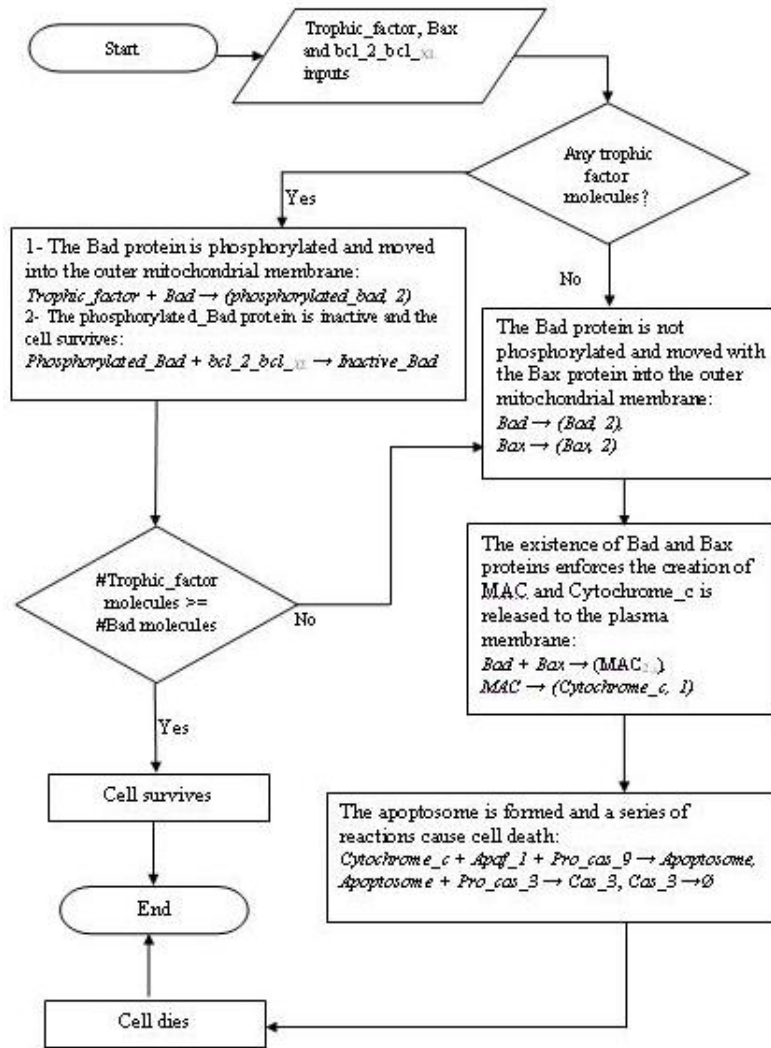 Start
Trophic_factor, Bax
and bcl_2_bcl_XL
inputs
Any trophic
factor
molecules?
Yes
No
1- The Bad protein is phosphorylated and moved
into the outer mitochondrial membrane:
Trophic_factor + Bad → (phosphorylated_bad, 2)
2- The phosphorylated_Bad protein is inactive and the
cell survives:
Phosphorylated_Bad + bcl_2_bcl_XL → Inactive_Bad
The Bad protein is not
phosphorylated and moved with
the Bax protein into the outer
mitochondrial membrane:
Bad → (Bad, 2),
Bax → (Bax, 2)
#Trophic_factor
molecules >=
#Bad molecules
No
Yes
The existence of Bad and Bax
proteins enforces the creation of
MAC and Cytochrome_c is
released to the plasma
membrane:
Bad + Bax → (MAC
MAC → (Cytochrome_c, 1)
Cell survives
The apoptosome is formed and a series of
reactions cause cell death:
Cytochrome_c + Apaf_1 + Pro_cas_9 → Apoptosome,
Apoptosome + Pro_cas_3 → Cas_3, Cas_3 → Ø
End
Cell dies